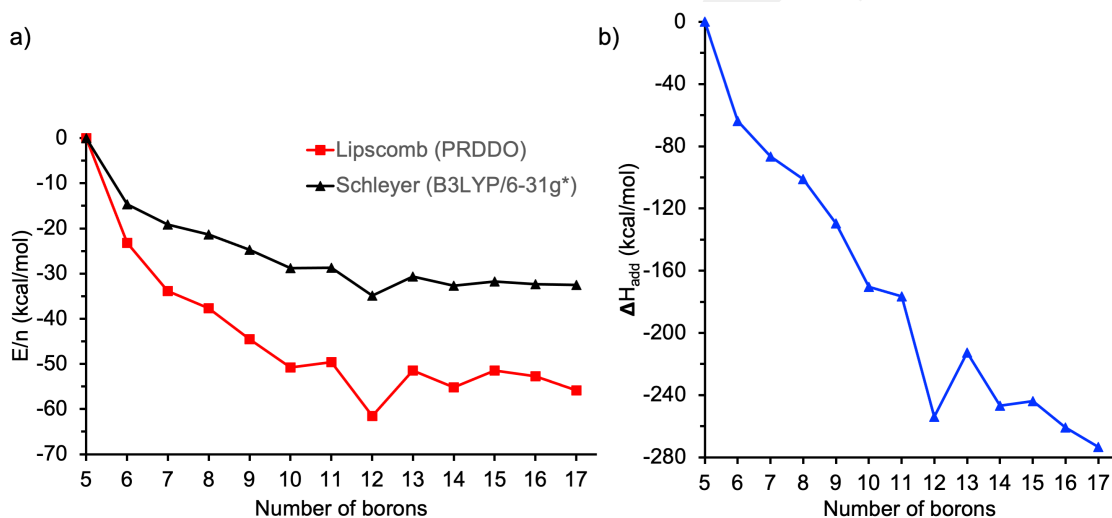 a)
0
-10
-20
-30
-40
-50
-60
-70
E/n (kcal/mol)
Lipscomb (PRDDO)
Schleyer (B3LYP/6-31g*)
5 6 7 8 9 10 11 12 13 14 15 16 17
Number of borons
b)
0
-40
-80
-120
-160
-200
-240
-280
ΔHadd (kcal/mol)
5 6 7 8 9 10 11 12 13 14 15 16 17
Number of borons